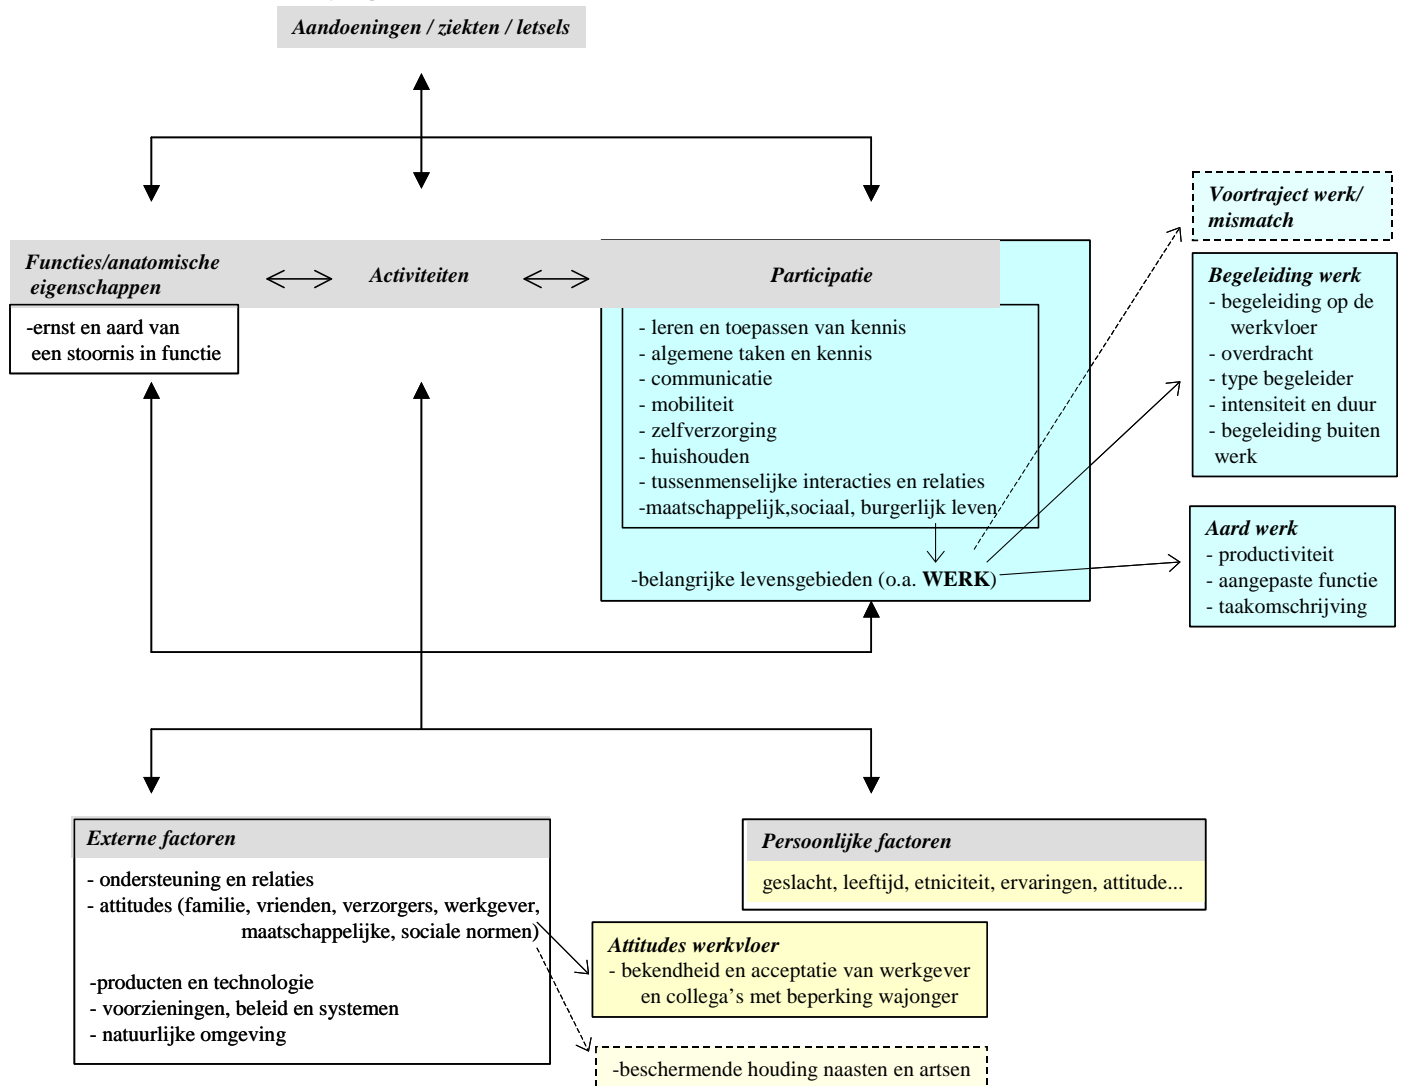 Aandoeningen / ziekten / letsels
Voortraject werk/
mismatch
Functies/anatomische
eigenschappen
Activiteiten
Participatie
-ernst en aard van
een stoornis in functie
- leren en toepassen van kennis
- algemene taken en kennis
- communicatie
- mobiliteit
- zelfverzorging
- huishouden
- tussenmenselijke interacties en relaties
-maatschappelijk,sociaal, burgerlijk leven
-belangrijke levensgebieden (o.a. WERK)
Begeleiding werk
- begeleiding op de
werkvloer
- overdracht
- type begeleider
- intensiteit en duur
- begeleiding buiten
werk
Aard werk
- productiviteit
- aangepaste functie
- taakomschrijving
Externe factoren
- ondersteuning en relaties
- attitudes (familie, vrienden, verzorgers, werkgever,
maatschappelijke, sociale normen)
-producten en technologie
- voorzieningen, beleid en systemen
- natuurlijke omgeving
Persoonlijke factoren
geslacht, leeftijd, etniciteit, ervaringen, attitude...
Attitudes werkvloer
- bekendheid en acceptatie van werkgever
en collega's met beperking wajonger
-beschermende houding naasten en artsen